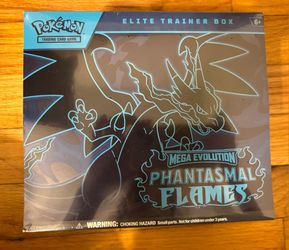 Pokémon
TRADING CARD GAME
ELITE TRAINER BOX
6+
MEGA EVOLUTION
PHANTASMAL
FLAMES
WARNING: CHOKING HAZARD Small parts. Not for children under 3 years.